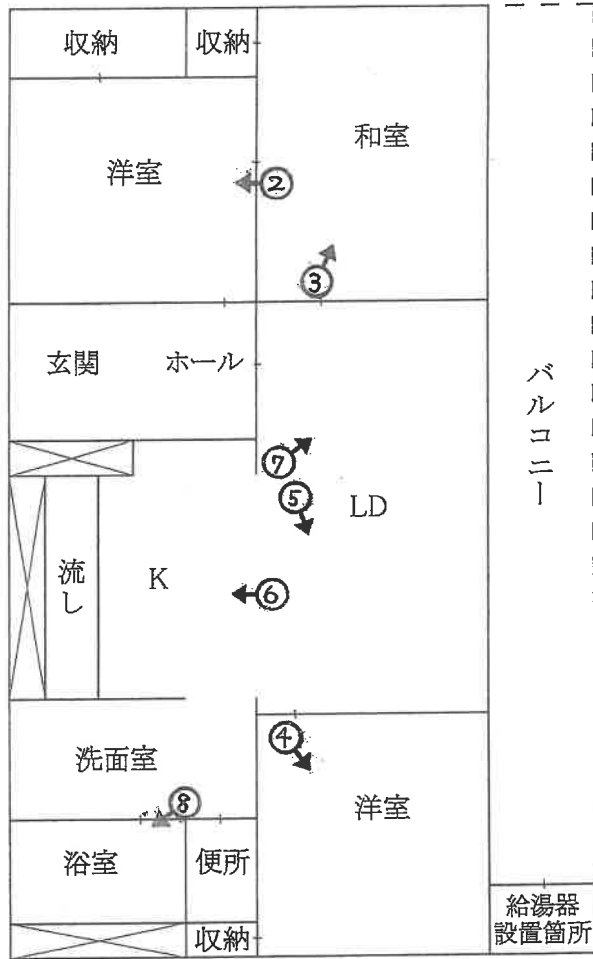 収納
収納
洋室
和室
②
③
玄関
ホール
バルコニー
⑦
⑤
LD
流し
K
⑥
洗面室
④
洋室
⑧
浴室
便所
収納
給湯器
設置箇所